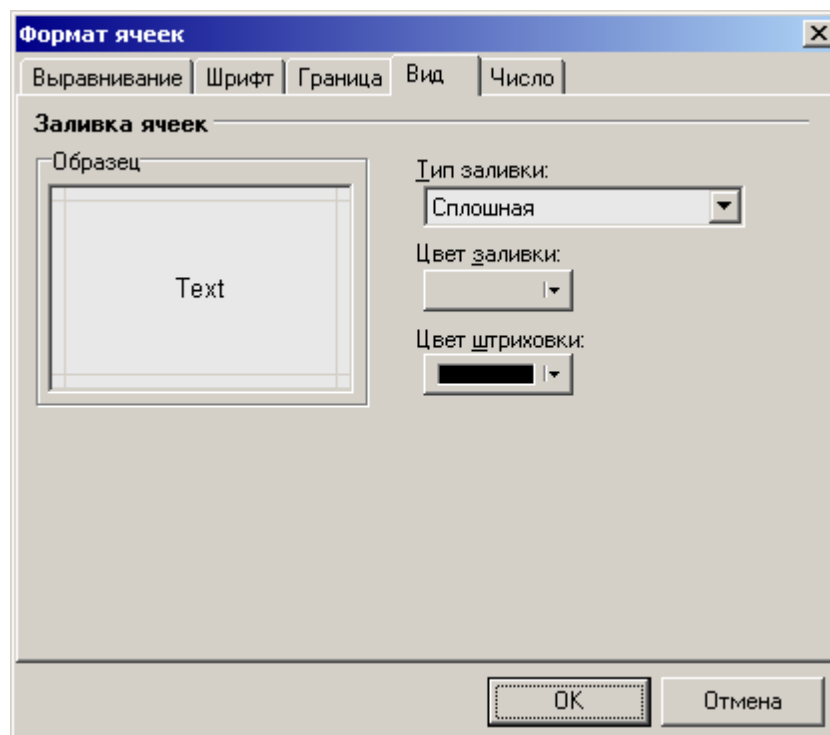 Формат ячеек
Выравнивание Шрифт Граница Вид Число
Заливка ячеек
Образец
Text
Тип заливки:
Сплошная
Цвет заливки:
Цвет штриховки:
OK Отмена